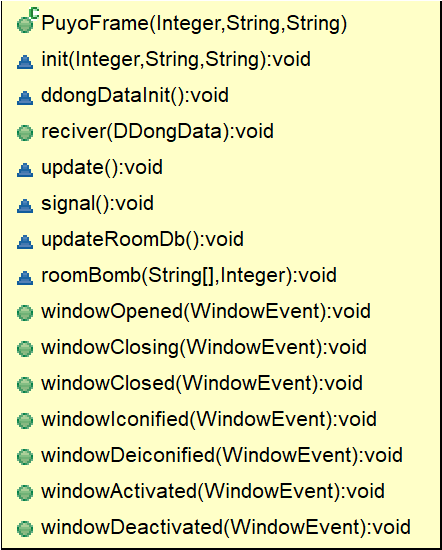 PuyoFrame(Integer,String,String)
init(Integer,String,String):void
ddongDataInit():void
reciver(DDongData):void
update():void
signal():void
updateRoomDb():void
roomBomb(String[],Integer):void
windowOpened(WindowEvent):void
windowClosing(WindowEvent):void
windowClosed(WindowEvent):void
windowIconified(WindowEvent):void
windowDeiconified(WindowEvent):void
windowActivated(WindowEvent):void
windowDeactivated(WindowEvent):void